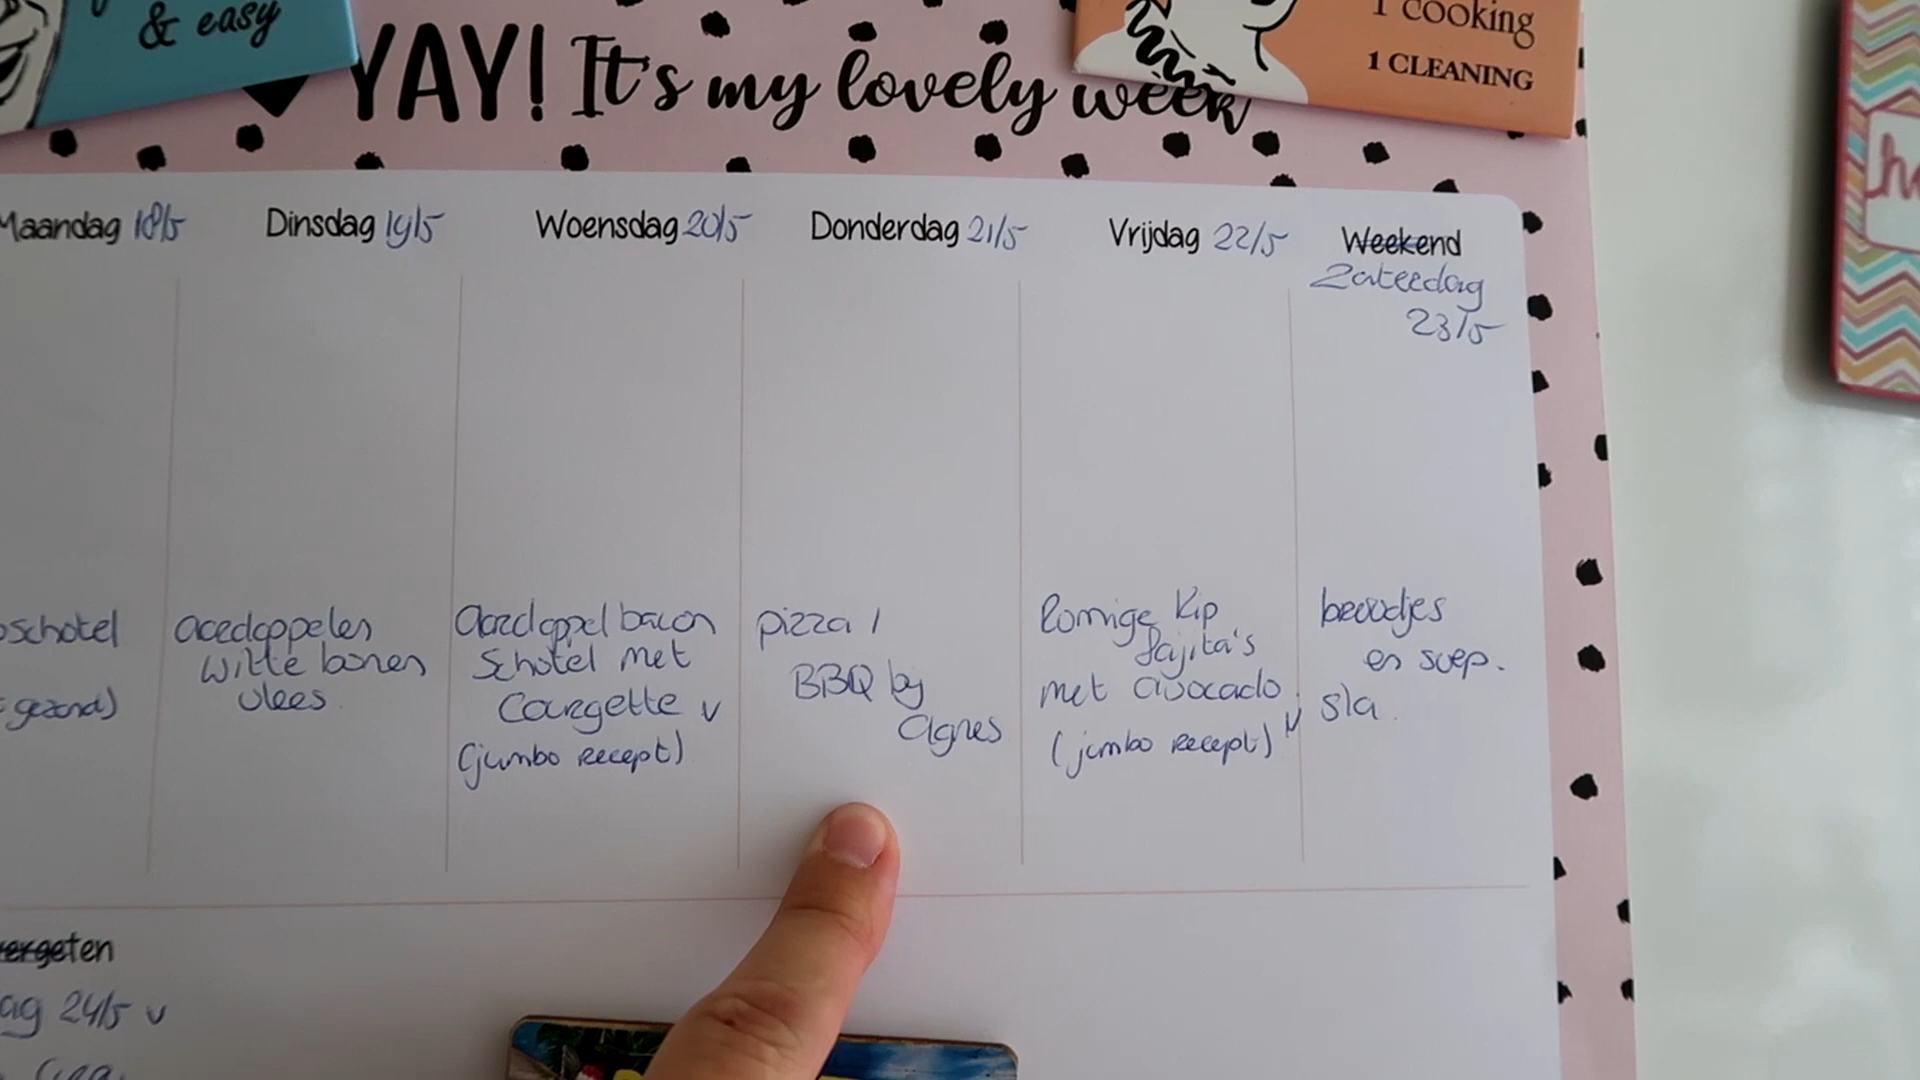 & easy
1 cooking
1 CLEANING
YAY! It's my lovely week
Maandag 18/5
Dinsdag 19/5
Woensdag 20/5
Donderdag 21/5
Vrijdag 22/5
Weekend
Zaterdag
23/5
schotel
gezond)
aardappelen
witte bonen
vlees
Aardappel bacon
schotel met
Courgette v
(jumbo recept)
pizza /
BBQ bij
Agnes
Romige kip
fajita's
met avocado
(jumbo recept) v
broodjes
en soep.
sla.
vergeten
ag 24/5 v